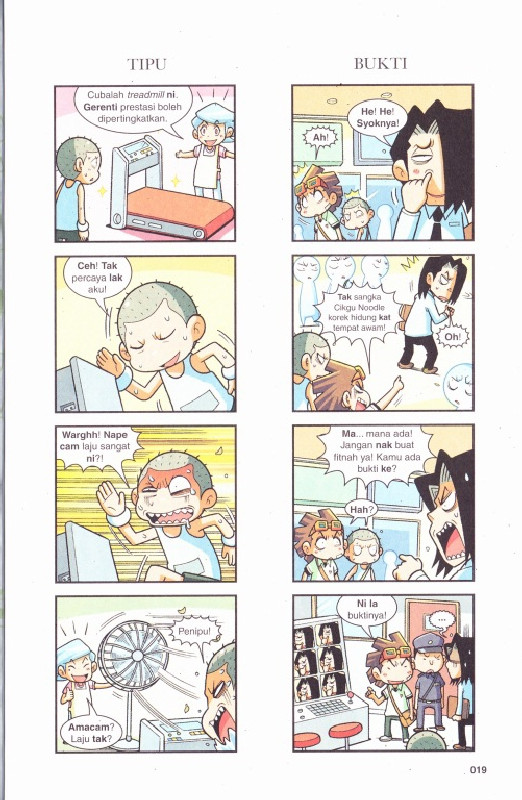 TIPU
Cubalah treadmill ni.
Gerenti prestasi boleh
dipertingkatkan.
Ceh! Tak
percaya lak
aku!
Warghh! Nape
cam laju sangat
ni?!
Penipu!
Amacam?
Laju tak?
BUKTI
He! He!
Syoknya!
Ah!
Tak sangka
Cikgu Noodle
korek hidung kat
tempat awam!
Oh!
Ma... mana ada!
Jangan nak buat
fitnah ya! Kamu ada
bukti ke?
Hah?
Ni la
buktinya!
...
019